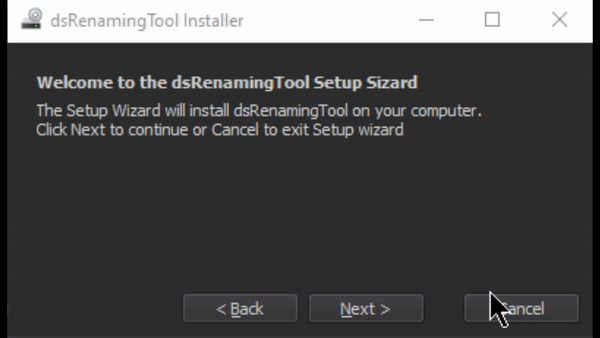 dsRenamingTool Installer
Welcome to the dsRenamingTool Setup Sizard
The Setup Wizard will install dsRenamingTool on your computer.
Click Next to continue or Cancel to exit Setup wizard
< Back
Next >
Cancel